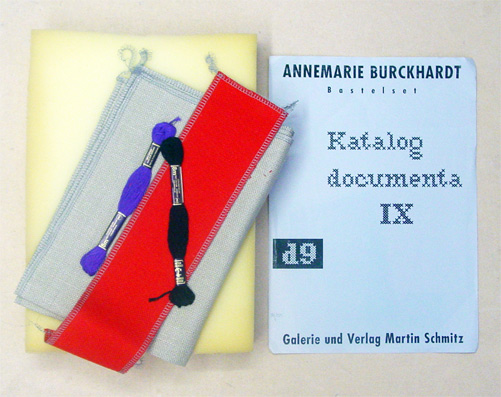 ANNEMARIE BURCKHARDT
Bastelset
Katalog
documenta
IX
d9
Galerie und Verlag Martin Schmitz